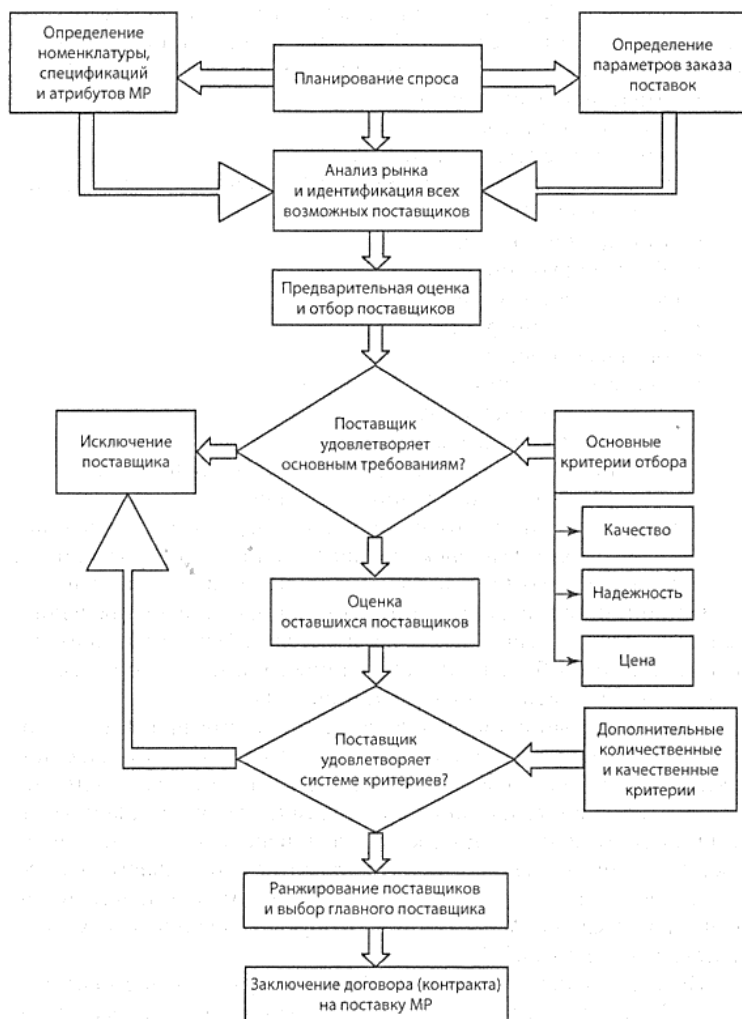 Определение
номенклатуры,
спецификаций
и атрибутов МР
Планирование спроса
Определение
параметров заказа
поставок
Анализ рынка
и идентификация всех
возможных поставщиков
Предварительная оценка
и отбор поставщиков
Исключение
поставщика
Поставщик
удовлетворяет
основным требованиям?
Основные
критерии отбора
Качество
Надежность
Цена
Оценка
оставшихся поставщиков
Поставщик
удовлетворяет
системе критериев?
Дополнительные
количественные
и качественные
критерии
Ранжирование поставщиков
и выбор главного поставщика
Заключение договора (контракта)
на поставку МР